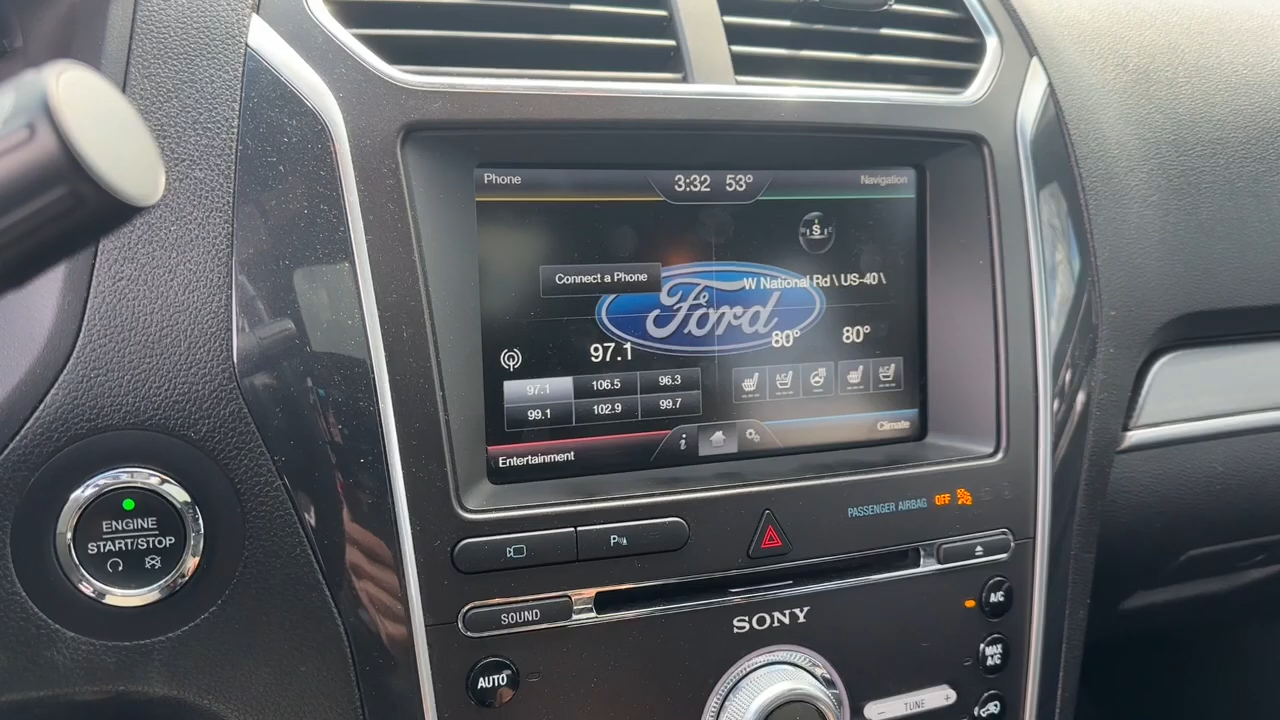 Phone
3:32 53°
Navigation
S
Connect a Phone
W National Rd \ US-40 \
Ford
97.1
80° 80°
97.1 106.5 96.3
99.1 102.9 99.7
A/C
A/C
Entertainment
i
Climate
ENGINE
START/STOP
PASSENGER AIRBAG OFF 2
P
SOUND
SONY
A/C
AUTO
MAX
A/C
- TUNE +